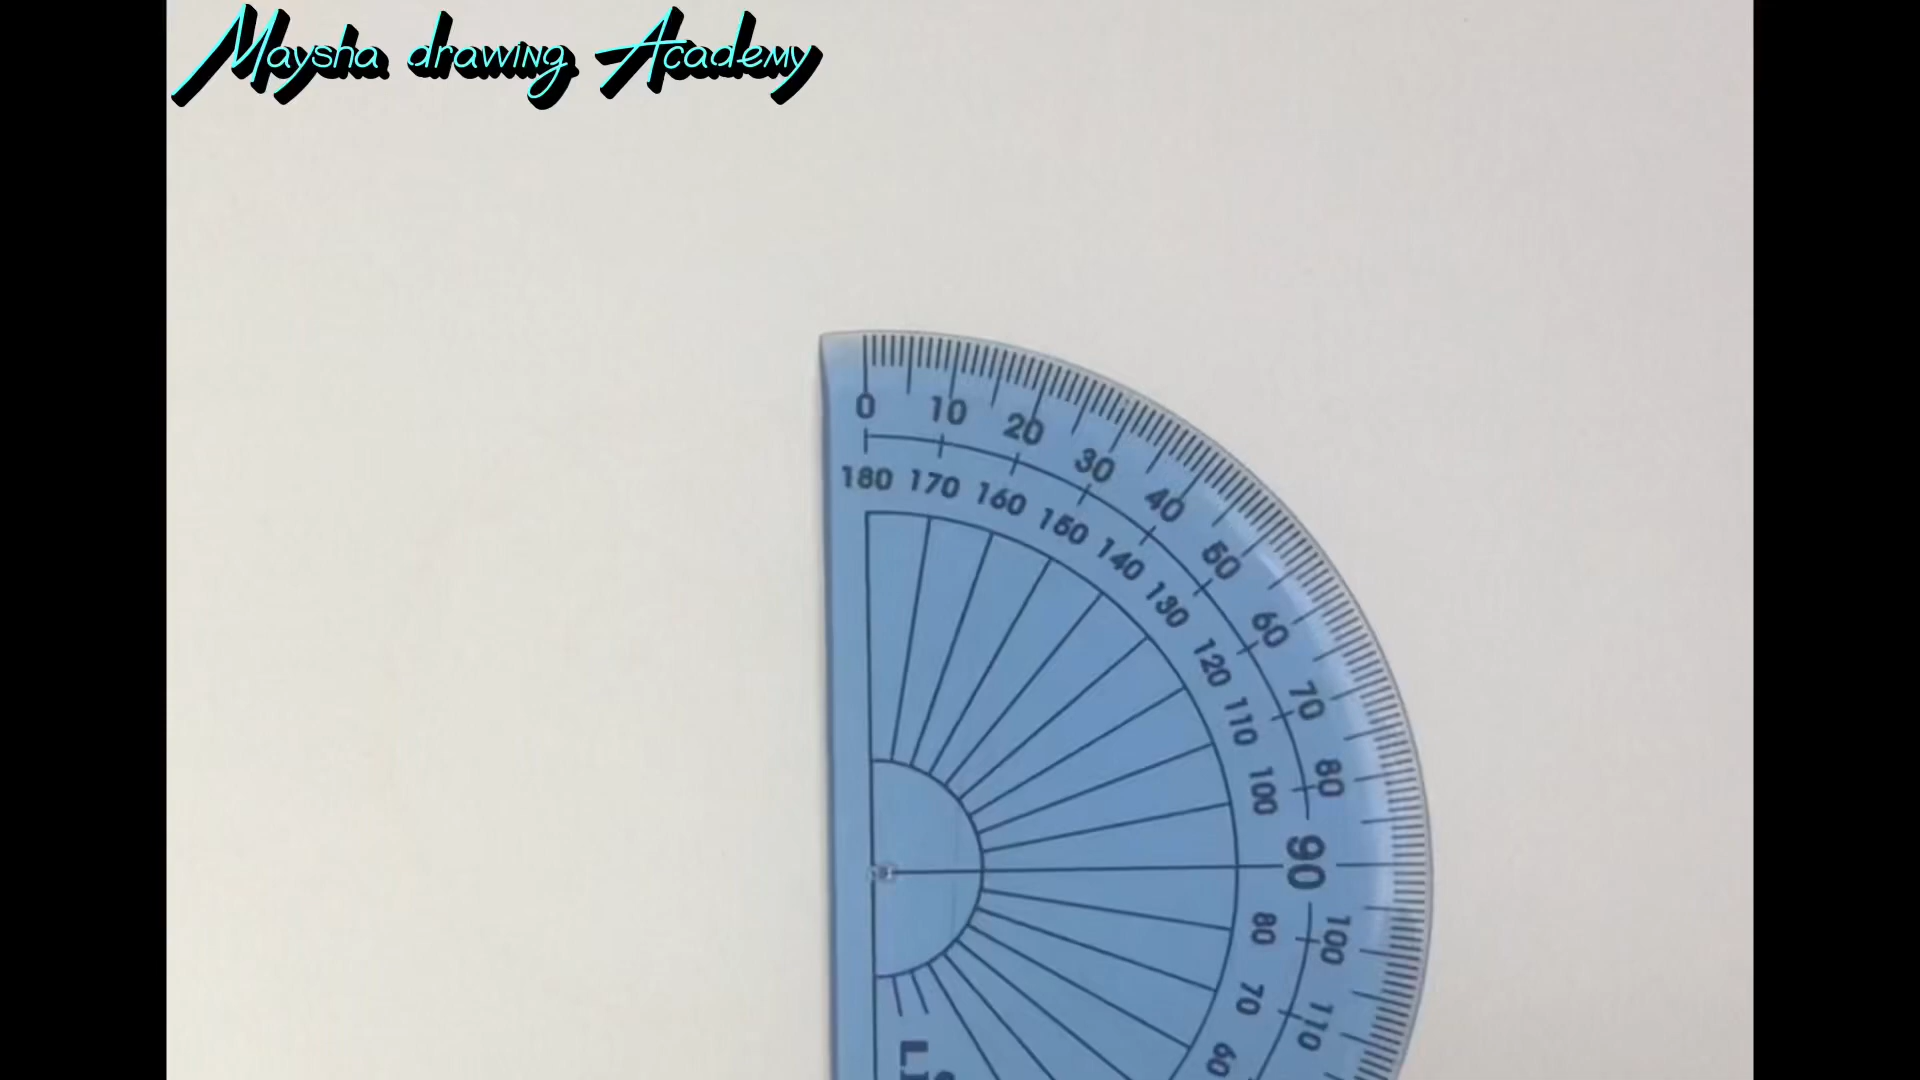 Maysha drawing Academy
0 10 20 30 40 50 60 70 80 90 100 110
180 170 160 150 140 130 120 110 100 80 70 60